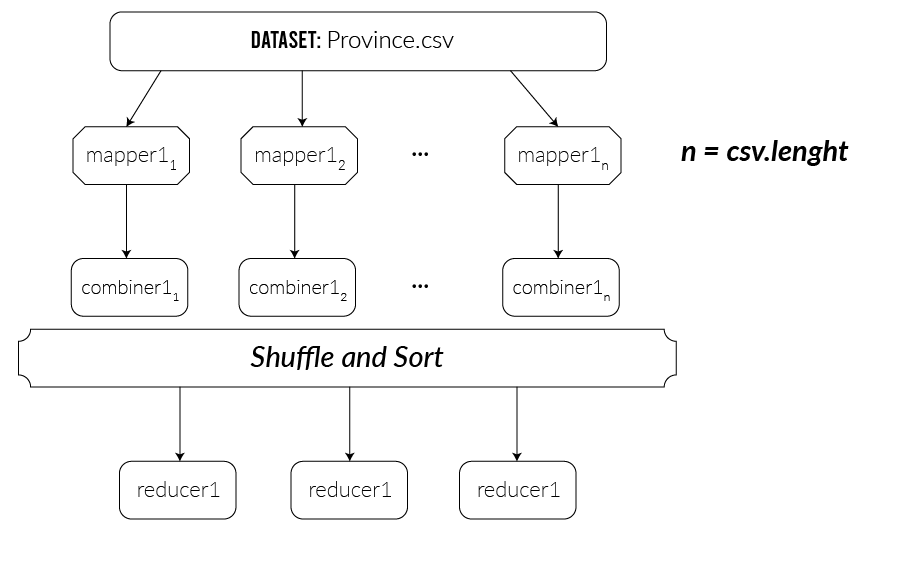 DATASET: Province.csv
mapper1₁
mapper1₂
...
mapper1ₙ
n = csv.lenght
combiner1₁
combiner1₂
...
combiner1ₙ
Shuffle and Sort
reducer1
reducer1
reducer1